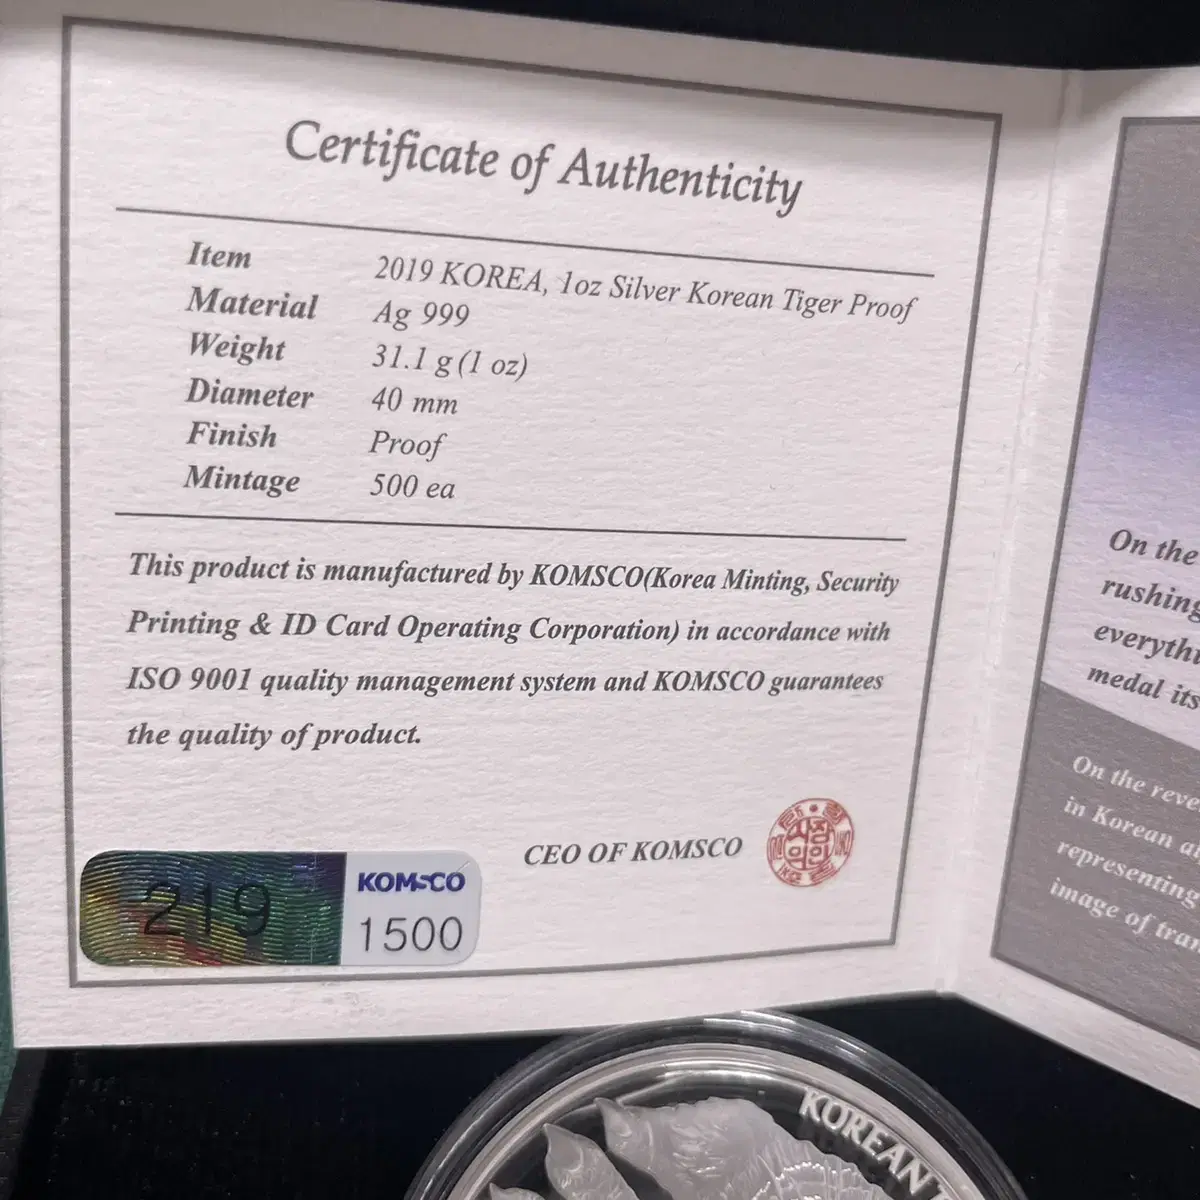 Certificate of Authenticity
Item 2019 KOREA, 1oz Silver Korean Tiger Proof
Material Ag 999
Weight 31.1 g (1 oz)
Diameter 40 mm
Finish Proof
Mintage 500 ea
This product is manufactured by KOMSCO(Korea Minting, Security
Printing & ID Card Operating Corporation) in accordance with
ISO 9001 quality management system and KOMSCO guarantees
the quality of product.
CEO OF KOMSCO
219
KOMSCO
1500
On the
rushing
medal its
On the
in Korean
representing
image of
KOREAN